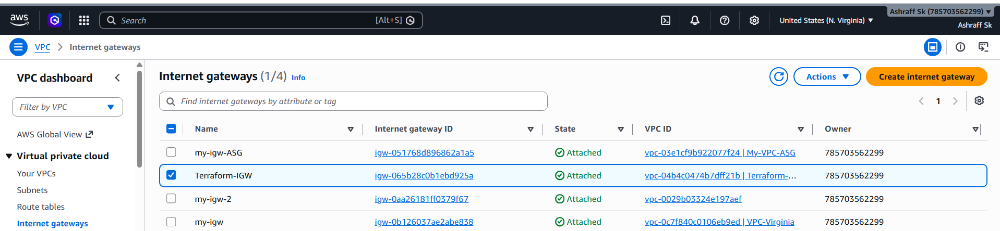 aws
Search [Alt+S]
United States (N. Virginia)
Ashraff Sk (785703562299)
Ashraff Sk
VPC
Internet gateways
VPC dashboard
Filter by VPC
AWS Global View
Virtual private cloud
Your VPCs
Subnets
Route tables
Internet gateways
Internet gateways (1/4) Info
Actions
Create internet gateway
Find internet gateways by attribute or tag
1
Name Internet gateway ID State VPC ID Owner
my-igw-ASG igw-051768d896862a1a5 Attached vpc-03e1cf9b922077f24 | My-VPC-ASG 785703562299
Terraform-IGW igw-065b28c0b1ebd925a Attached vpc-04b4c0474b7dff21b | Terraform-... 785703562299
my-igw-2 igw-0aa26181ff0379f67 Attached vpc-0029b03324e197aef 785703562299
my-igw igw-0b126037ae2abe838 Attached vpc-0c7f840c0106eb9ed | VPC-Virginia 785703562299